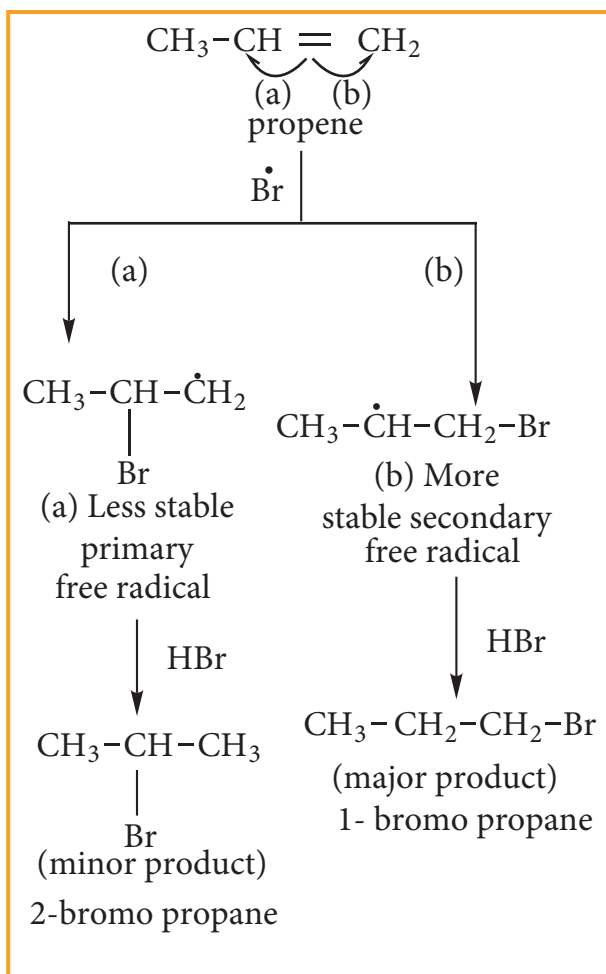 CH₃–CH = CH₂
(a) (b)
propene
Ḃr
(a)
(b)
CH₃–CH–ĊH₂
Br
(a) Less stable
primary
free radical
HBr
CH₃–CH–CH₃
Br
(minor product)
2-bromo propane
CH₃–ĊH–CH₂–Br
(b) More
stable secondary
free radical
HBr
CH₃–CH₂–CH₂–Br
(major product)
1- bromo propane